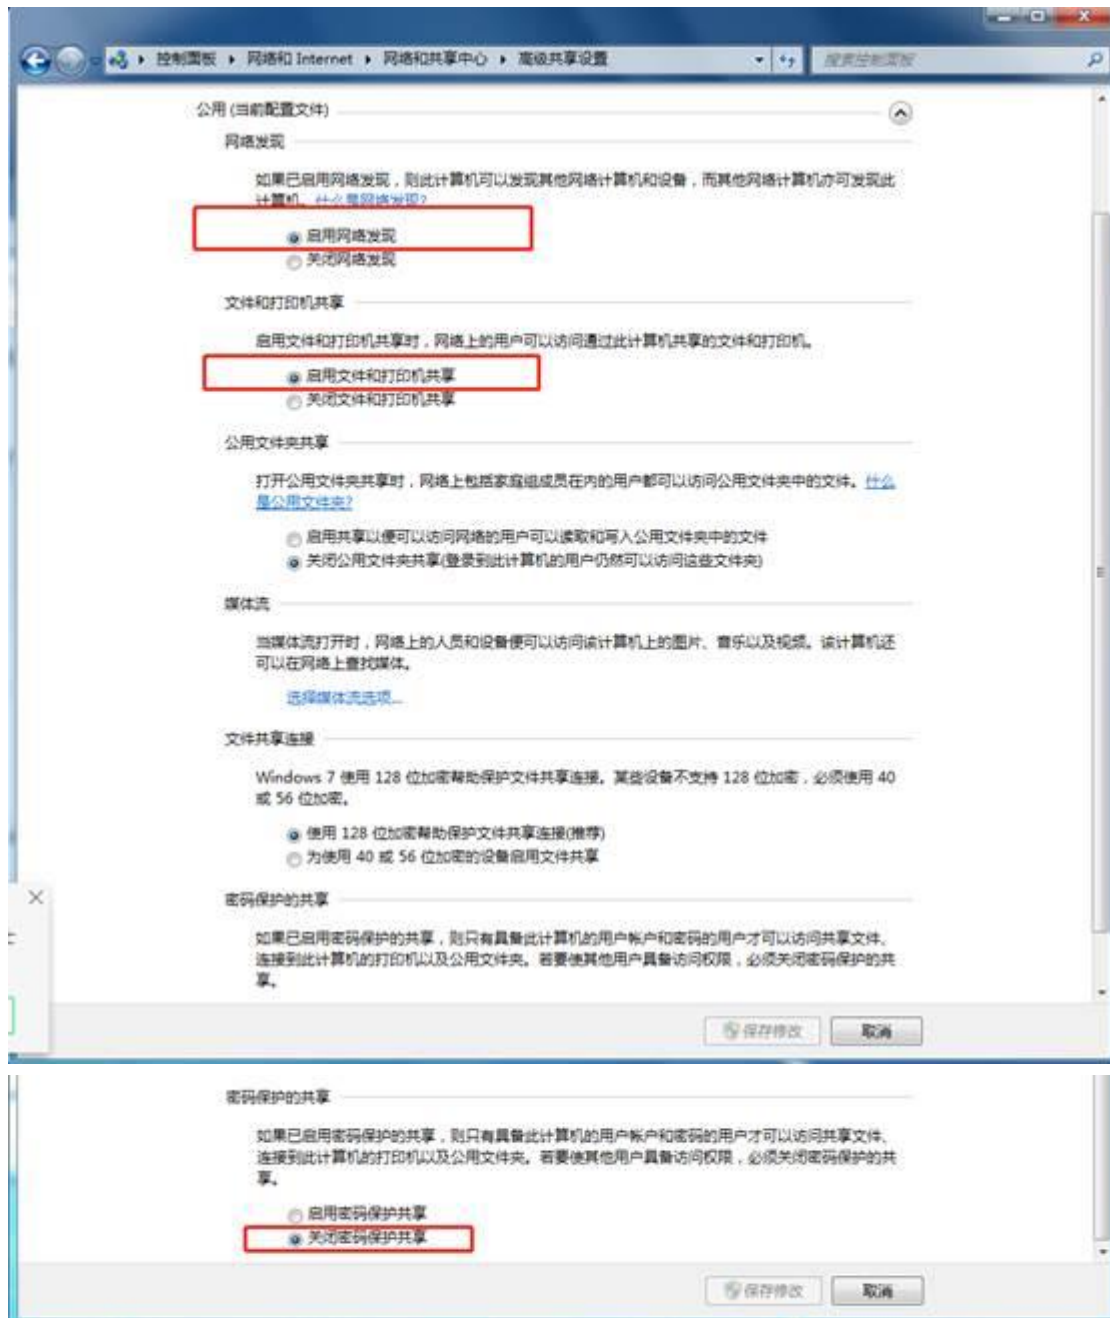 控制面板 ▸ 网络和 Internet ▸ 网络和共享中心 ▸ 高级共享设置
搜索控制面板
公用 (当前配置文件)
网络发现
如果已启用网络发现，则此计算机可以发现其他网络计算机和设备，而其他网络计算机亦可发现此
计算机。什么是网络发现?
启用网络发现
关闭网络发现
文件和打印机共享
启用文件和打印机共享时，网络上的用户可以访问通过此计算机共享的文件和打印机。
启用文件和打印机共享
关闭文件和打印机共享
公用文件夹共享
打开公用文件夹共享时，网络上包括家庭组成员在内的用户都可以访问公用文件夹中的文件。什么
是公用文件夹?
启用共享以便可以访问网络的用户可以读取和写入公用文件夹中的文件
关闭公用文件夹共享(登录到此计算机的用户仍然可以访问这些文件夹)
媒体流
当媒体流打开时，网络上的人员和设备便可以访问该计算机上的图片、音乐以及视频。该计算机还
可以在网络上查找媒体。
选择媒体流选项...
文件共享连接
Windows 7 使用 128 位加密帮助保护文件共享连接。某些设备不支持 128 位加密，必须使用 40
或 56 位加密。
使用 128 位加密帮助保护文件共享连接(推荐)
为使用 40 或 56 位加密的设备启用文件共享
密码保护的共享
如果已启用密码保护的共享，则只有具备此计算机的用户帐户和密码的用户才可以访问共享文件、
连接到此计算机的打印机以及公用文件夹。若要使其他用户具备访问权限，必须关闭密码保护的共
享。
保存修改
取消
密码保护的共享
如果已启用密码保护的共享，则只有具备此计算机的用户帐户和密码的用户才可以访问共享文件、
连接到此计算机的打印机以及公用文件夹。若要使其他用户具备访问权限，必须关闭密码保护的共
享。
启用密码保护共享
关闭密码保护共享
保存修改
取消